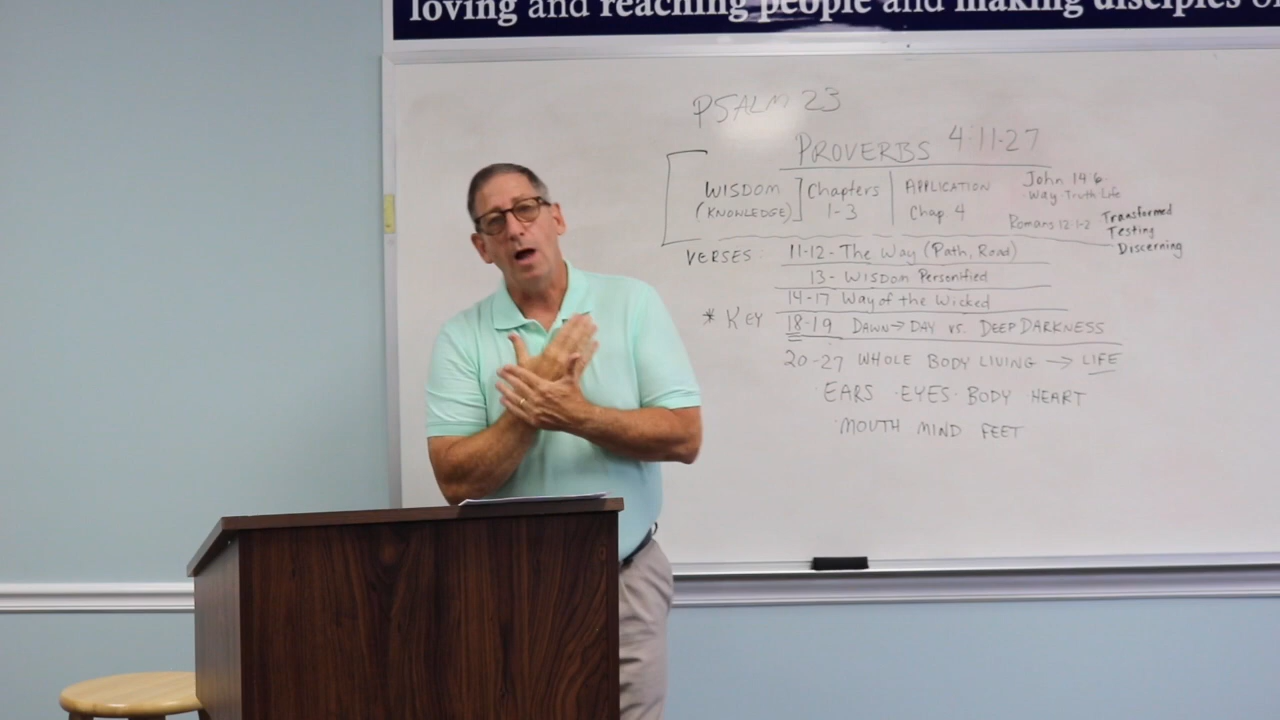 loving and reaching people and making disciples
PSALM 23
PROVERBS 4:11-27
WISDOM (KNOWLEDGE)] Chapters 1-3
APPLICATION Chap. 4
John 14:6
· Way · Truth · Life
Romans 12:1-2 Transformed
Testing
Discerning
VERSES: 11-12 - The Way (Path, Road)
13 - WISDOM Personified
14-17 Way of the Wicked
* KEY 18-19 DAWN → DAY vs. DEEP DARKNESS
20-27 WHOLE BODY LIVING → LIFE
· EARS · EYES · BODY HEART
· MOUTH MIND FEET